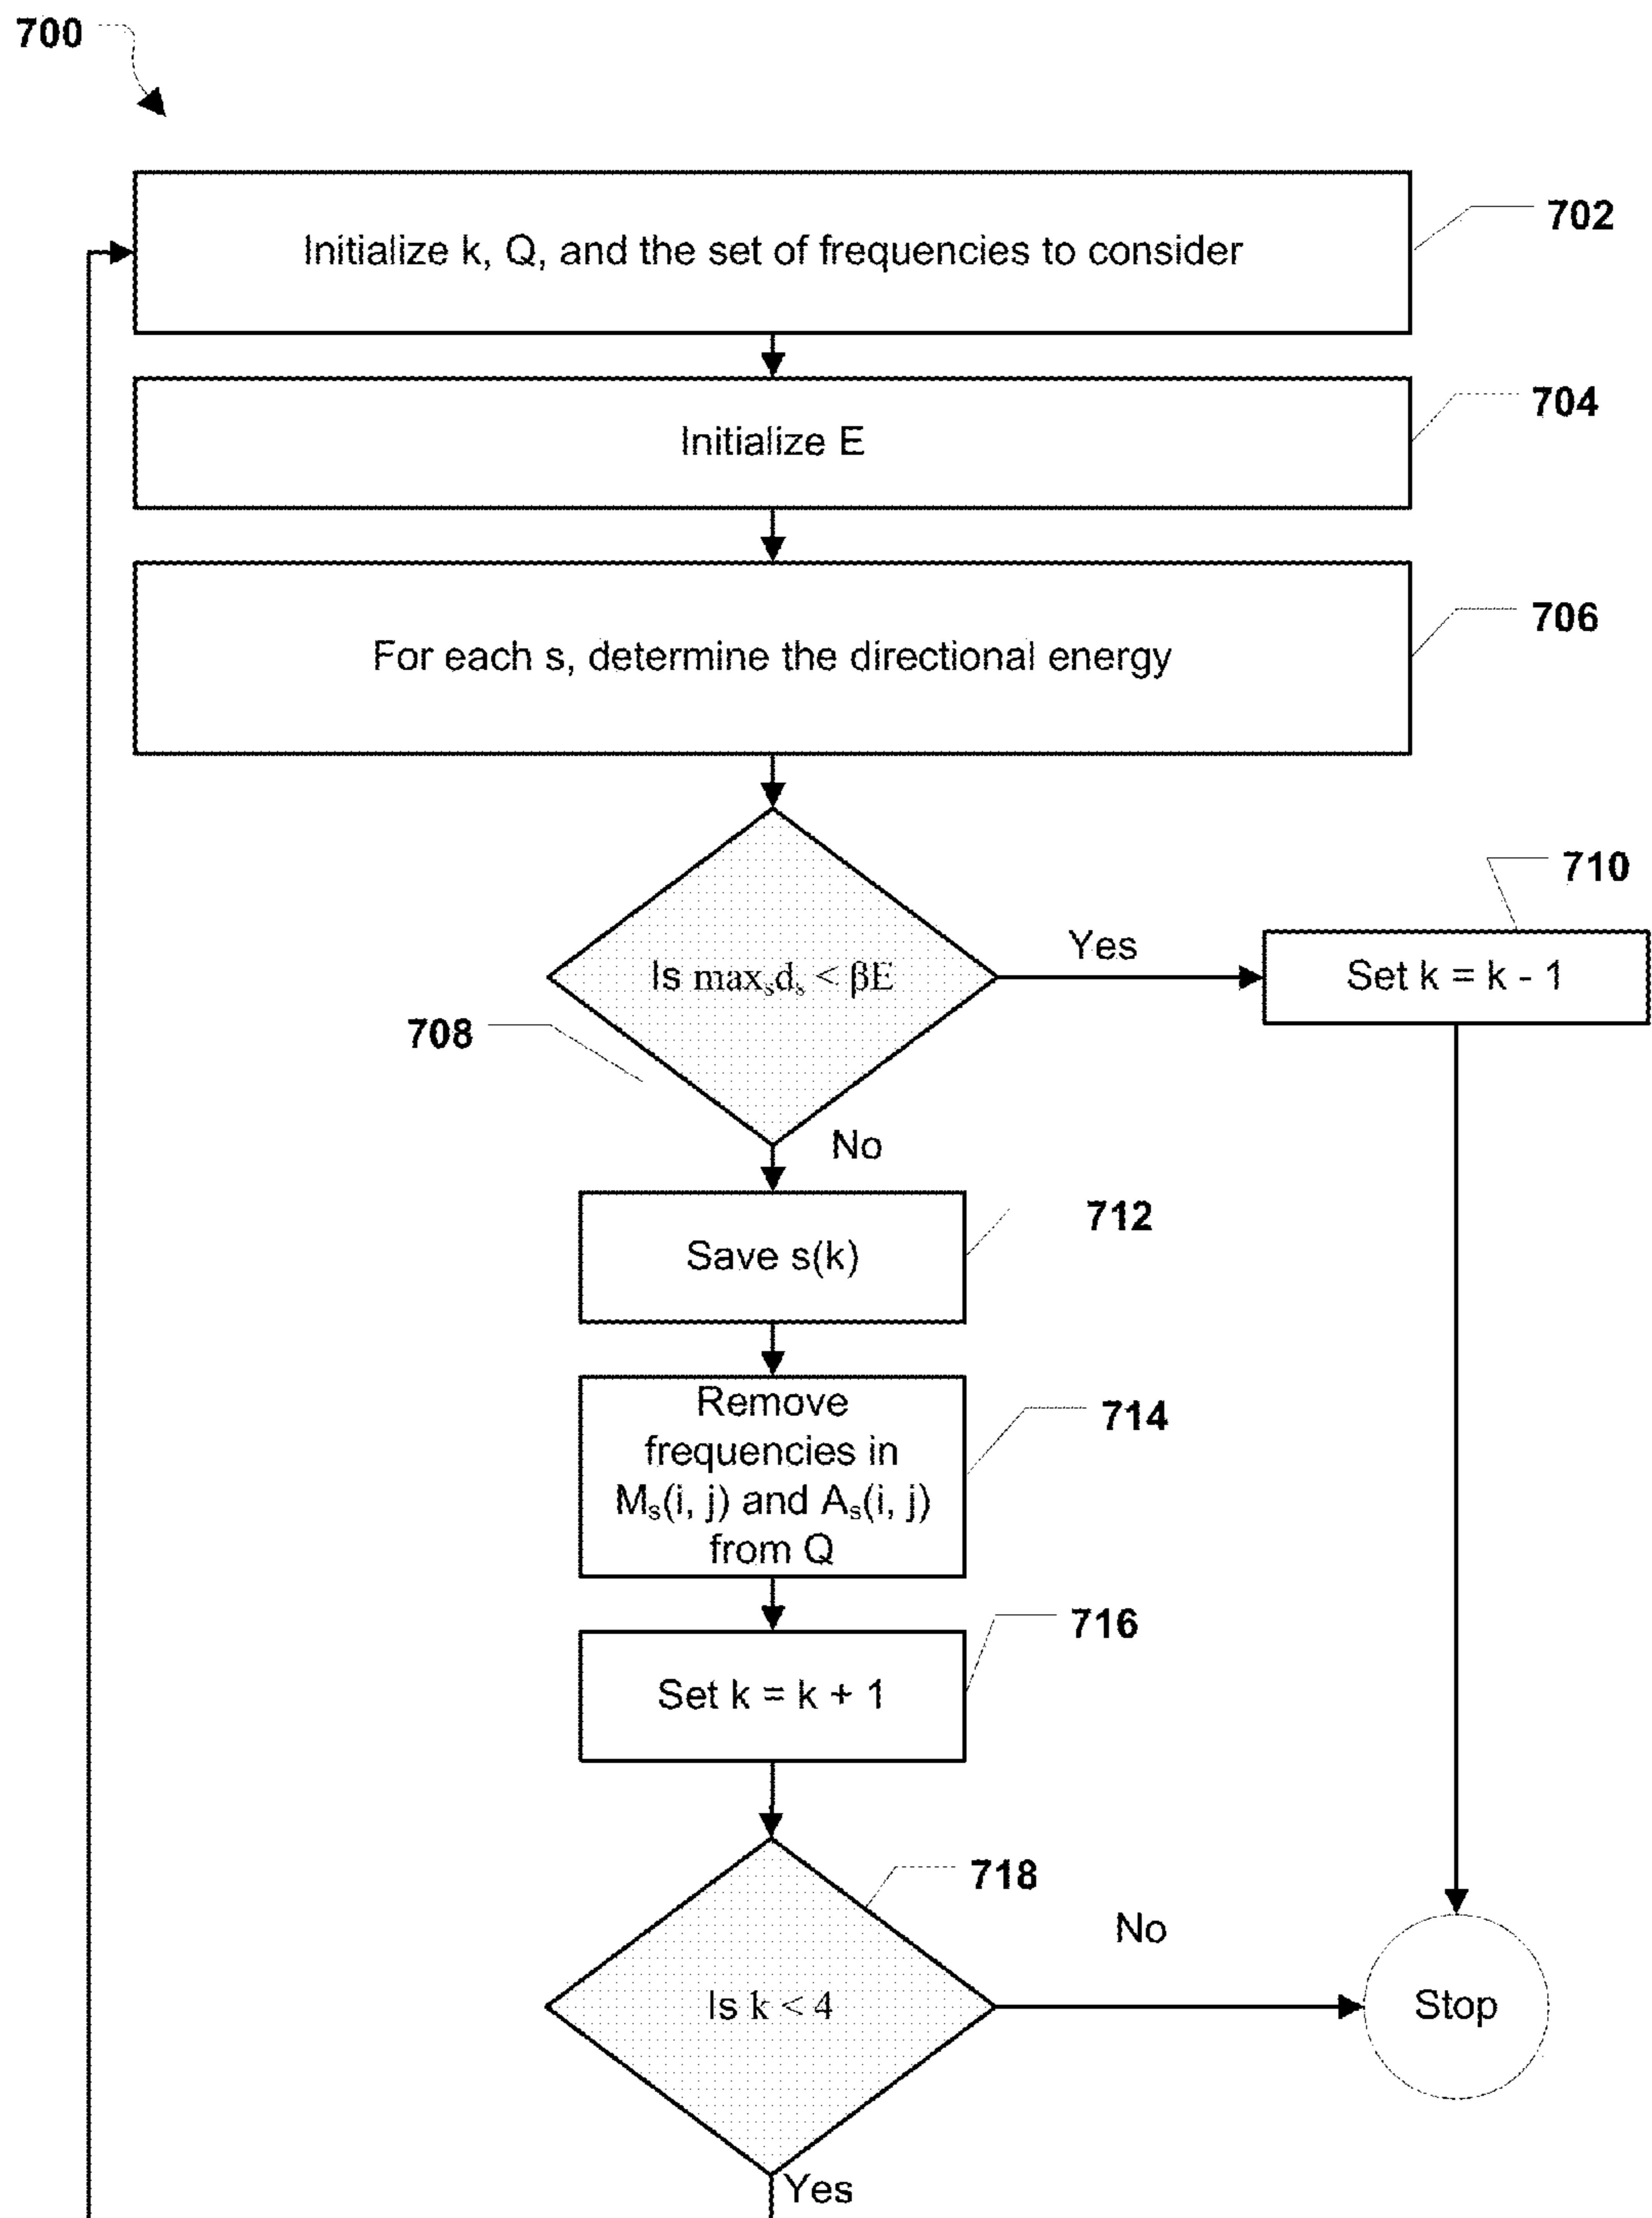 700
Initialize k, Q, and the set of frequencies to consider
702
Initialize E
704
For each s, determine the directional energy
706
Is maxₛdₛ < βE
708
Yes
710
Set k = k - 1
No
Save s(k)
712
Remove
frequencies in
Mₛ(i, j) and Aₛ(i, j)
from Q
714
Set k = k + 1
716
Is k < 4
718
No
Stop
Yes